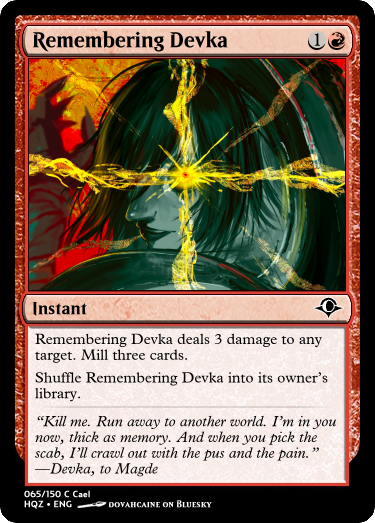 Remembering Devka 1
Instant
Remembering Devka deals 3 damage to any
target. Mill three cards.
Shuffle Remembering Devka into its owner's
library.
“Kill me. Run away to another world. I'm in you
now, thick as memory. And when you pick the
scab, I'll crawl out with the pus and the pain.”
—Devka, to Magde
065/150 C Cael
HQZ • ENG DOVAHCAINE ON BLUESKY